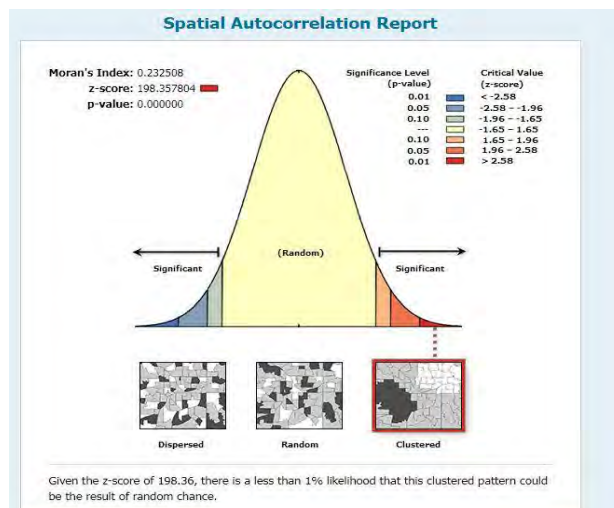 Spatial Autocorrelation Report
Moran's Index: 0.232508
z-score: 198.357804
p-value: 0.000000
Significance Level Critical Value
(p-value) (z-score)
0.01 < -2.58
0.05 -2.58 – -1.96
0.10 -1.96 – -1.65
--- -1.65 – 1.65
0.10 1.65 – 1.96
0.05 1.96 – 2.58
0.01 > 2.58
Significant (Random) Significant
Dispersed Random Clustered
Given the z-score of 198.36, there is a less than 1% likelihood that this clustered pattern could
be the result of random chance.